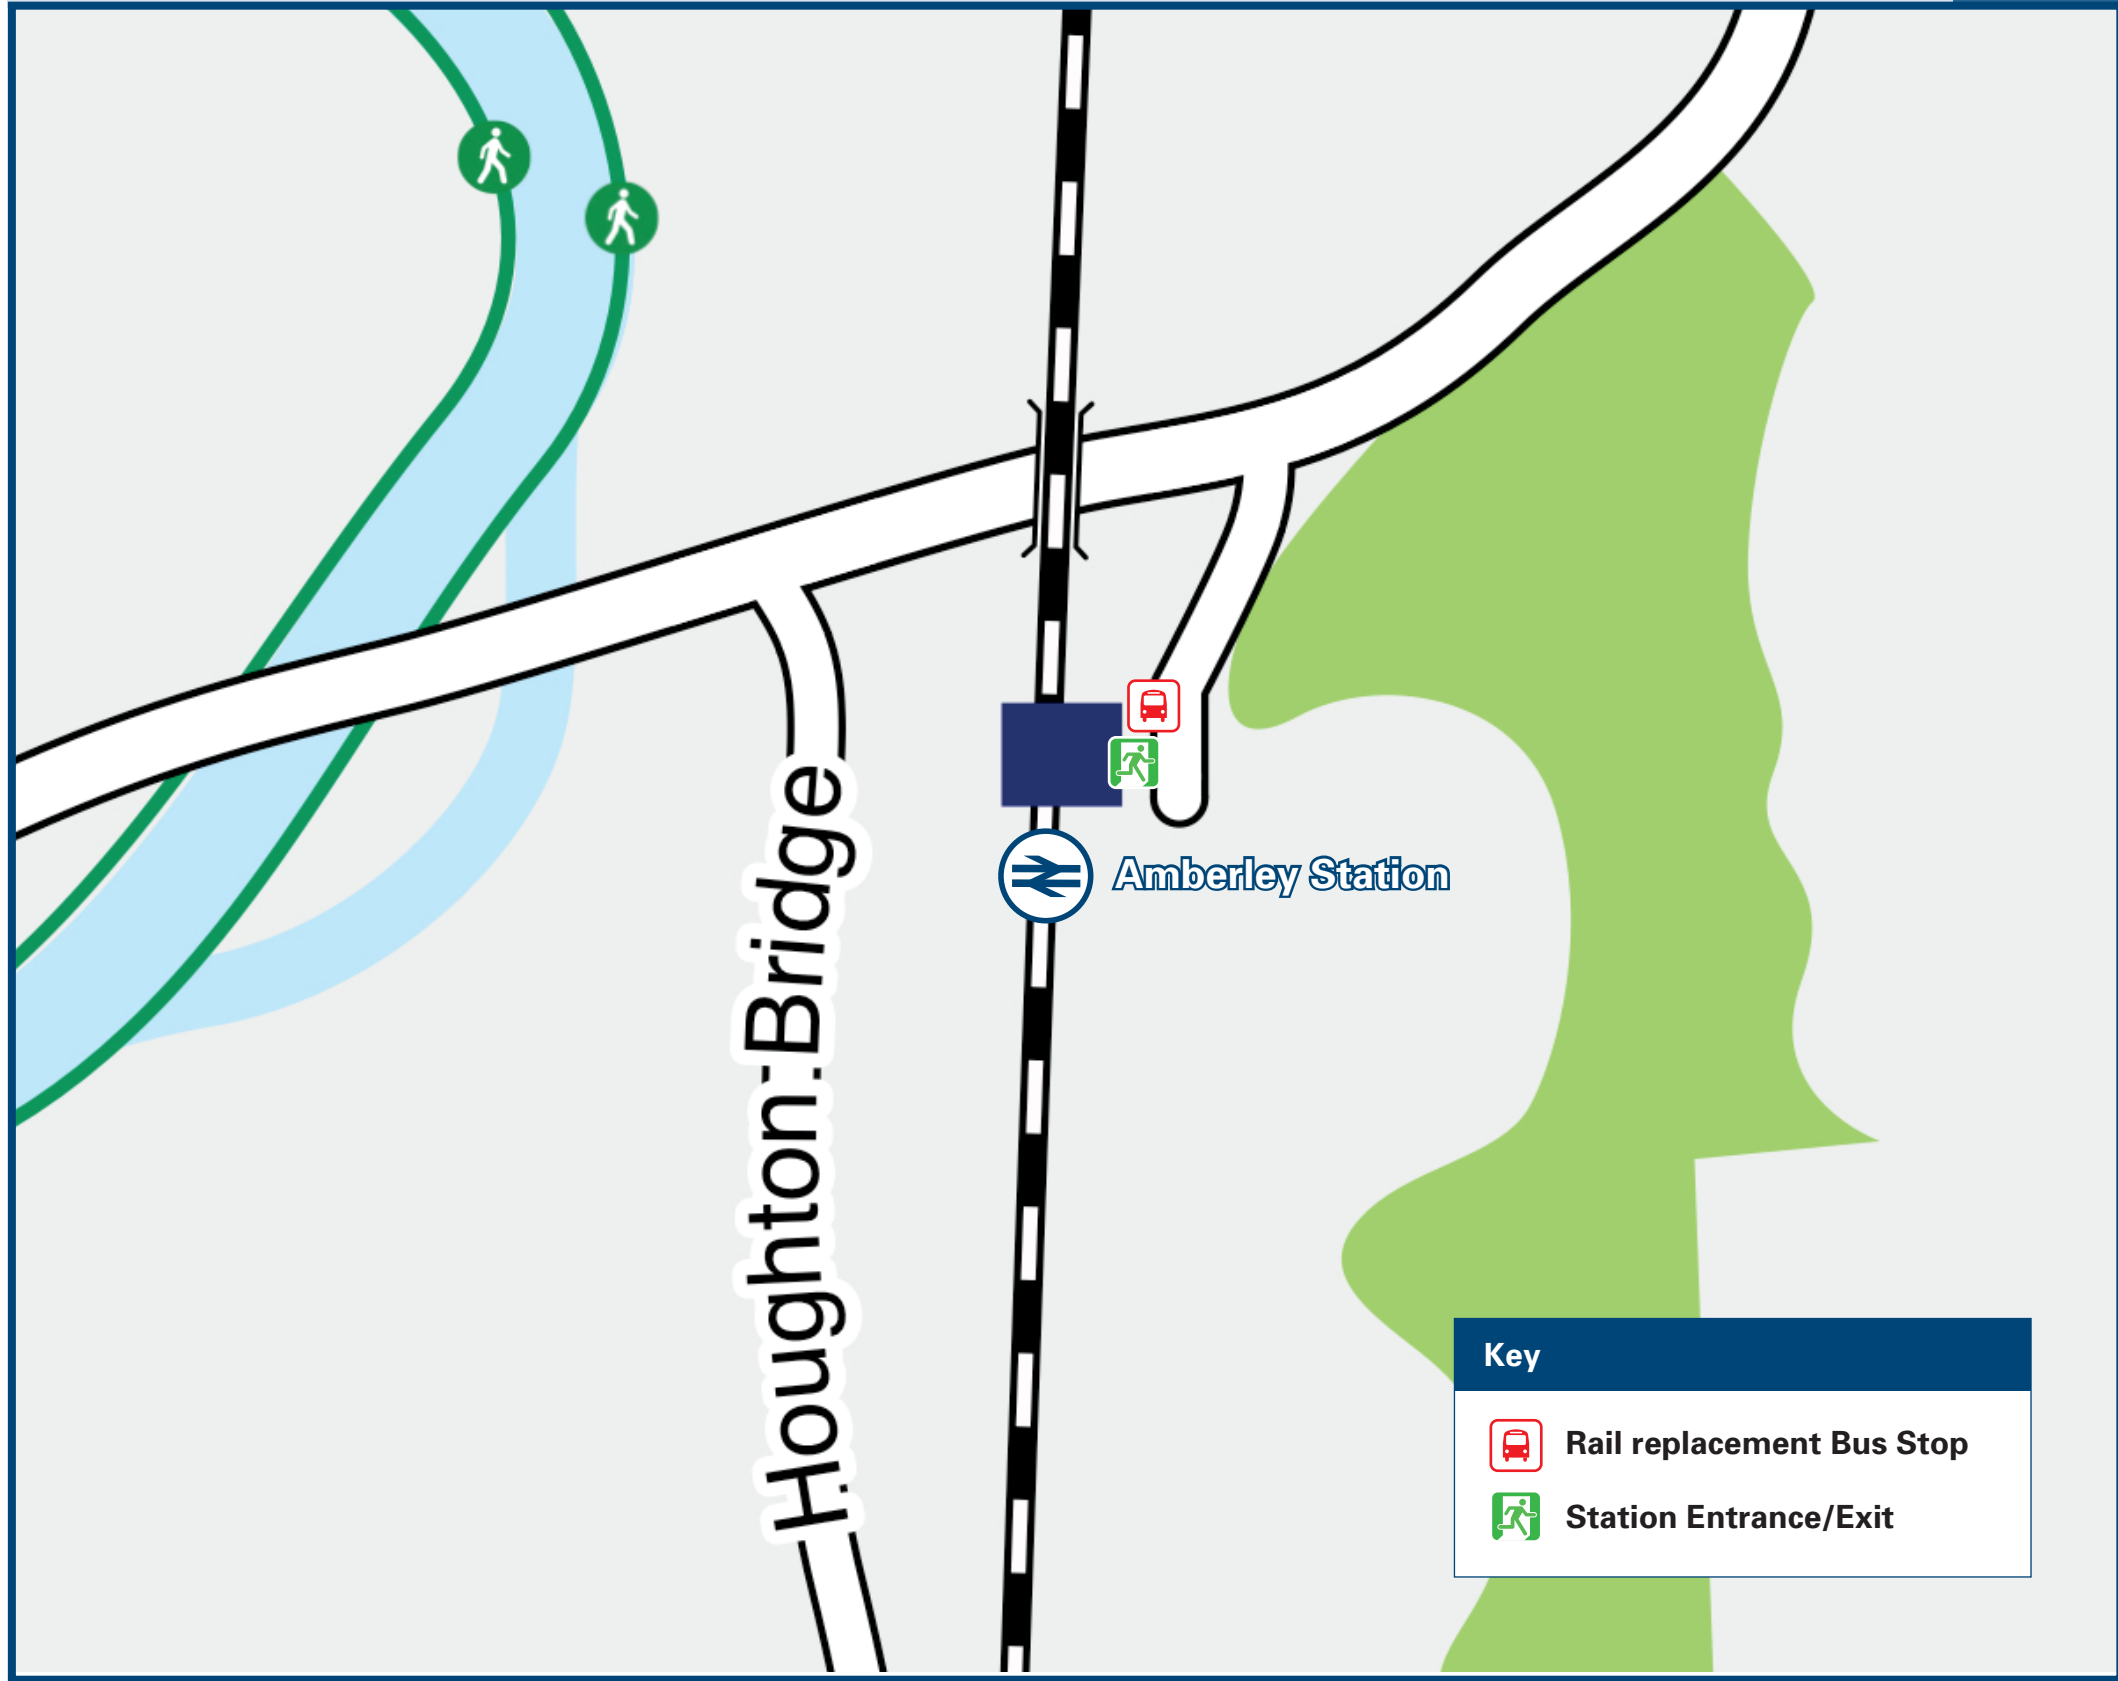 Houghton Bridge
Amberley Station
Key
Rail replacement Bus Stop
Station Entrance/Exit